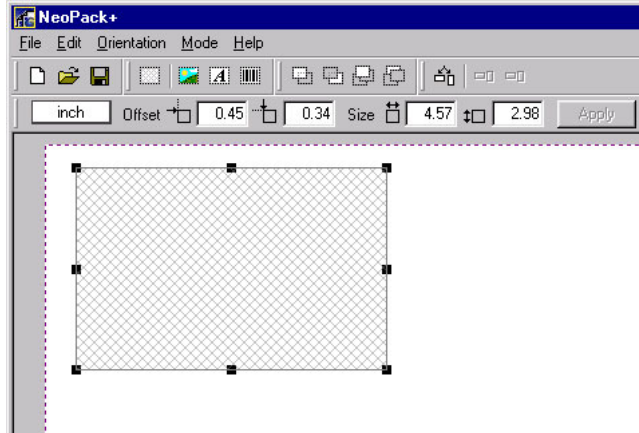 NeoPack+
File Edit Orientation Mode Help
A
inch Offset 0.45 0.34 Size 4.57 2.98 Apply